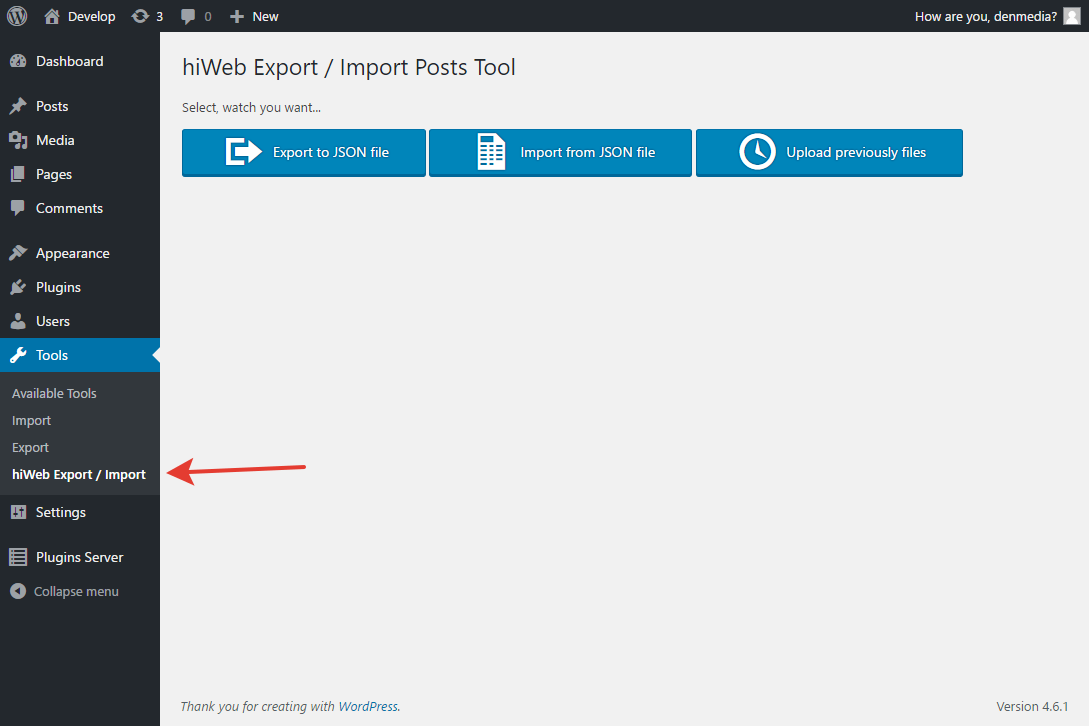 Develop 3 0 New How are you, denmedia?
Dashboard
Posts
Media
Pages
Comments
Appearance
Plugins
Users
Tools
Available Tools
Import
Export
hiWeb Export / Import
Settings
Plugins Server
Collapse menu
hiWeb Export / Import Posts Tool
Select, watch you want...
Export to JSON file Import from JSON file Upload previously files
Thank you for creating with WordPress. Version 4.6.1